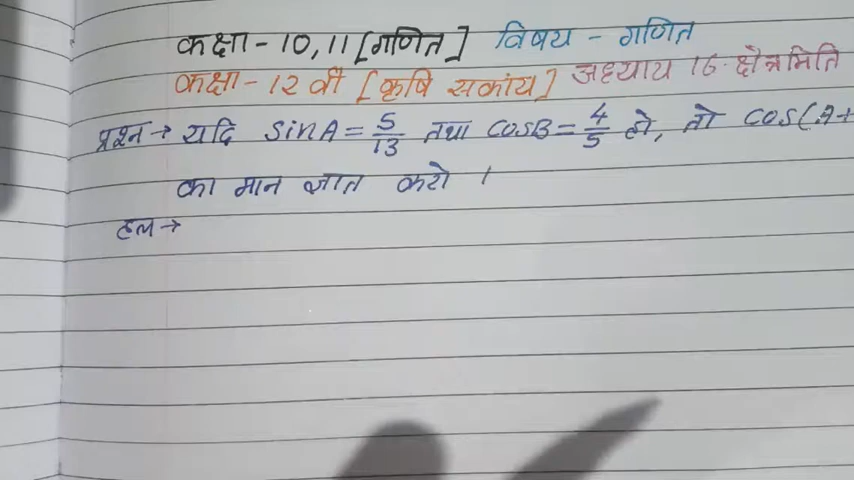 कक्षा - 10, 11 [गणित] विषय - गणित
कक्षा - 12 वी [कृषि सकांय] अध्याय 16. क्षैत्रमिति
प्रश्न → यदि sinA = 5/13 तथा cosB = 4/5 हो, तो cos(A+
का मान ज्ञात करो ।
हल →